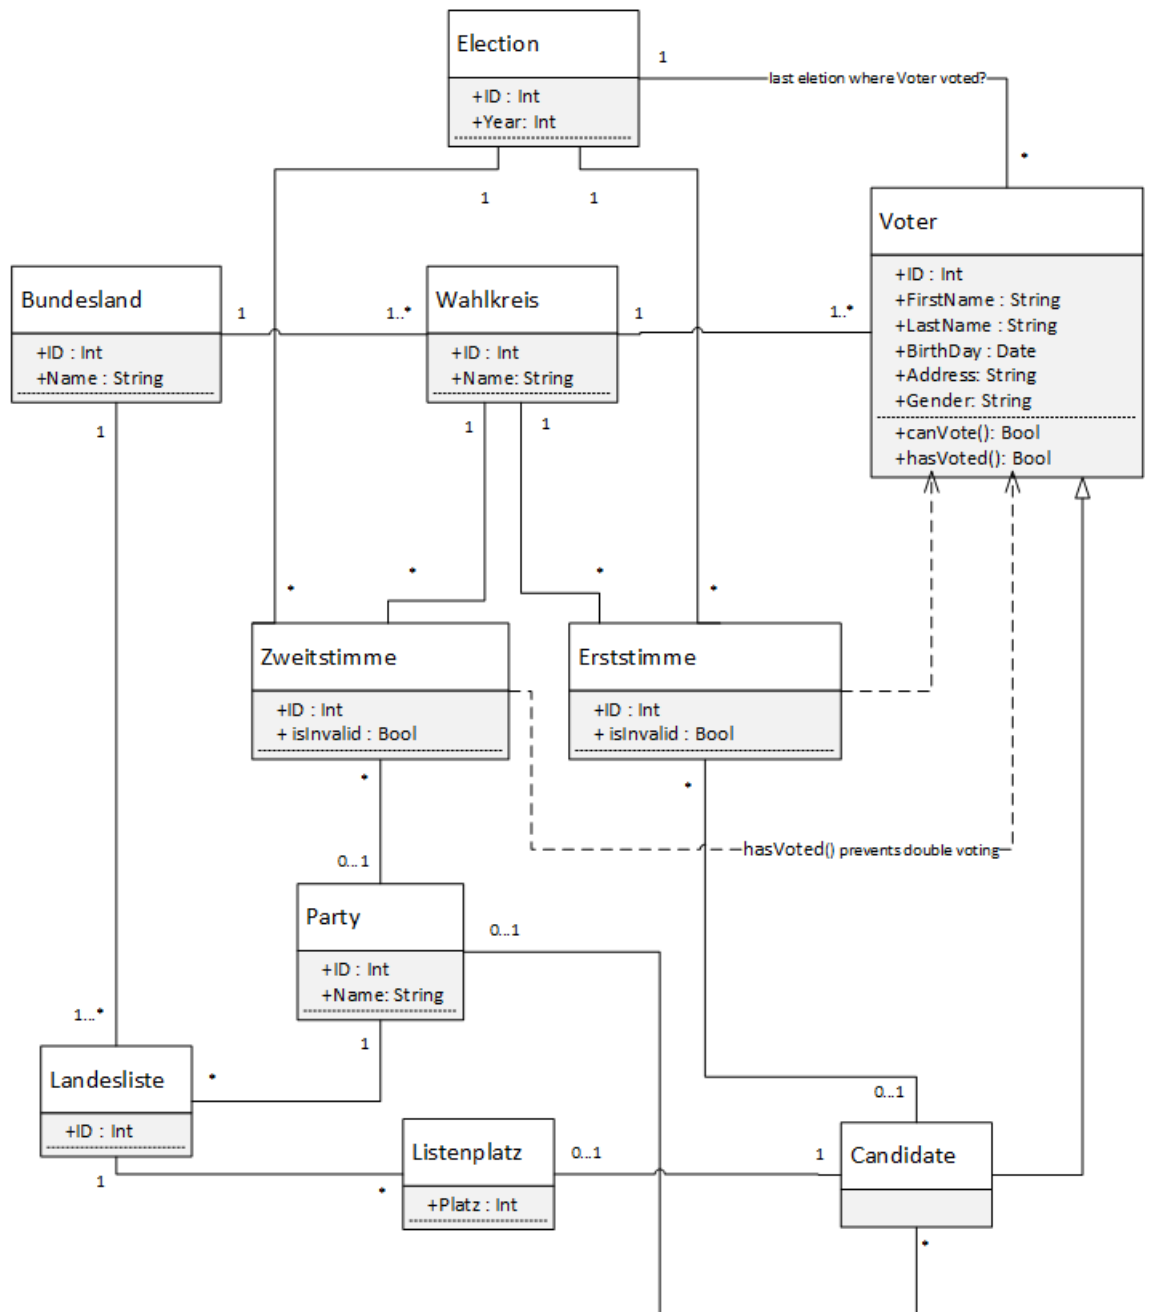 Election
+ID : Int
+Year: Int
1
last eletion where Voter voted?
*
1
1
Voter
+ID : Int
+FirstName : String
+LastName : String
+BirthDay : Date
+Address: String
+Gender: String
+canVote(): Bool
+hasVoted(): Bool
Bundesland
+ID : Int
+Name : String
1
1..*
Wahlkreis
+ID : Int
+Name: String
1
1..*
1
1
1
*
*
*
*
Zweitstimme
+ID : Int
+ isInvalid : Bool
Erststimme
+ID : Int
+ isInvalid : Bool
*
*
hasVoted() prevents double voting
0...1
Party
+ID : Int
+Name: String
0...1
1...*
1
Landesliste
+ID : Int
*
0...1
1
*
Listenplatz
+Platz : Int
0...1
1
Candidate
*